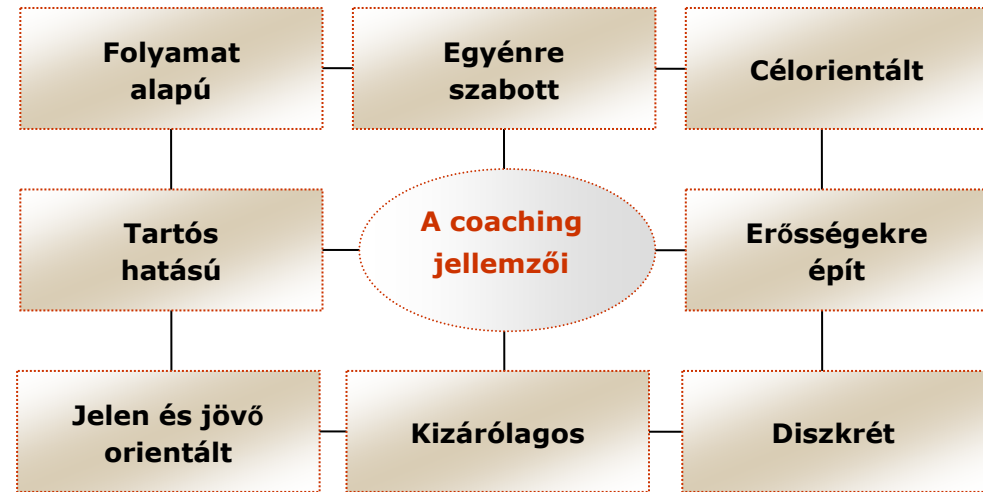 Folyamat
alapú
Egyénre
szabott
Célorientált
Tartós
hatású
A coaching
jellemzői
Erősségekre
épít
Jelen és jövő
orientált
Kizárólagos
Diszkrét